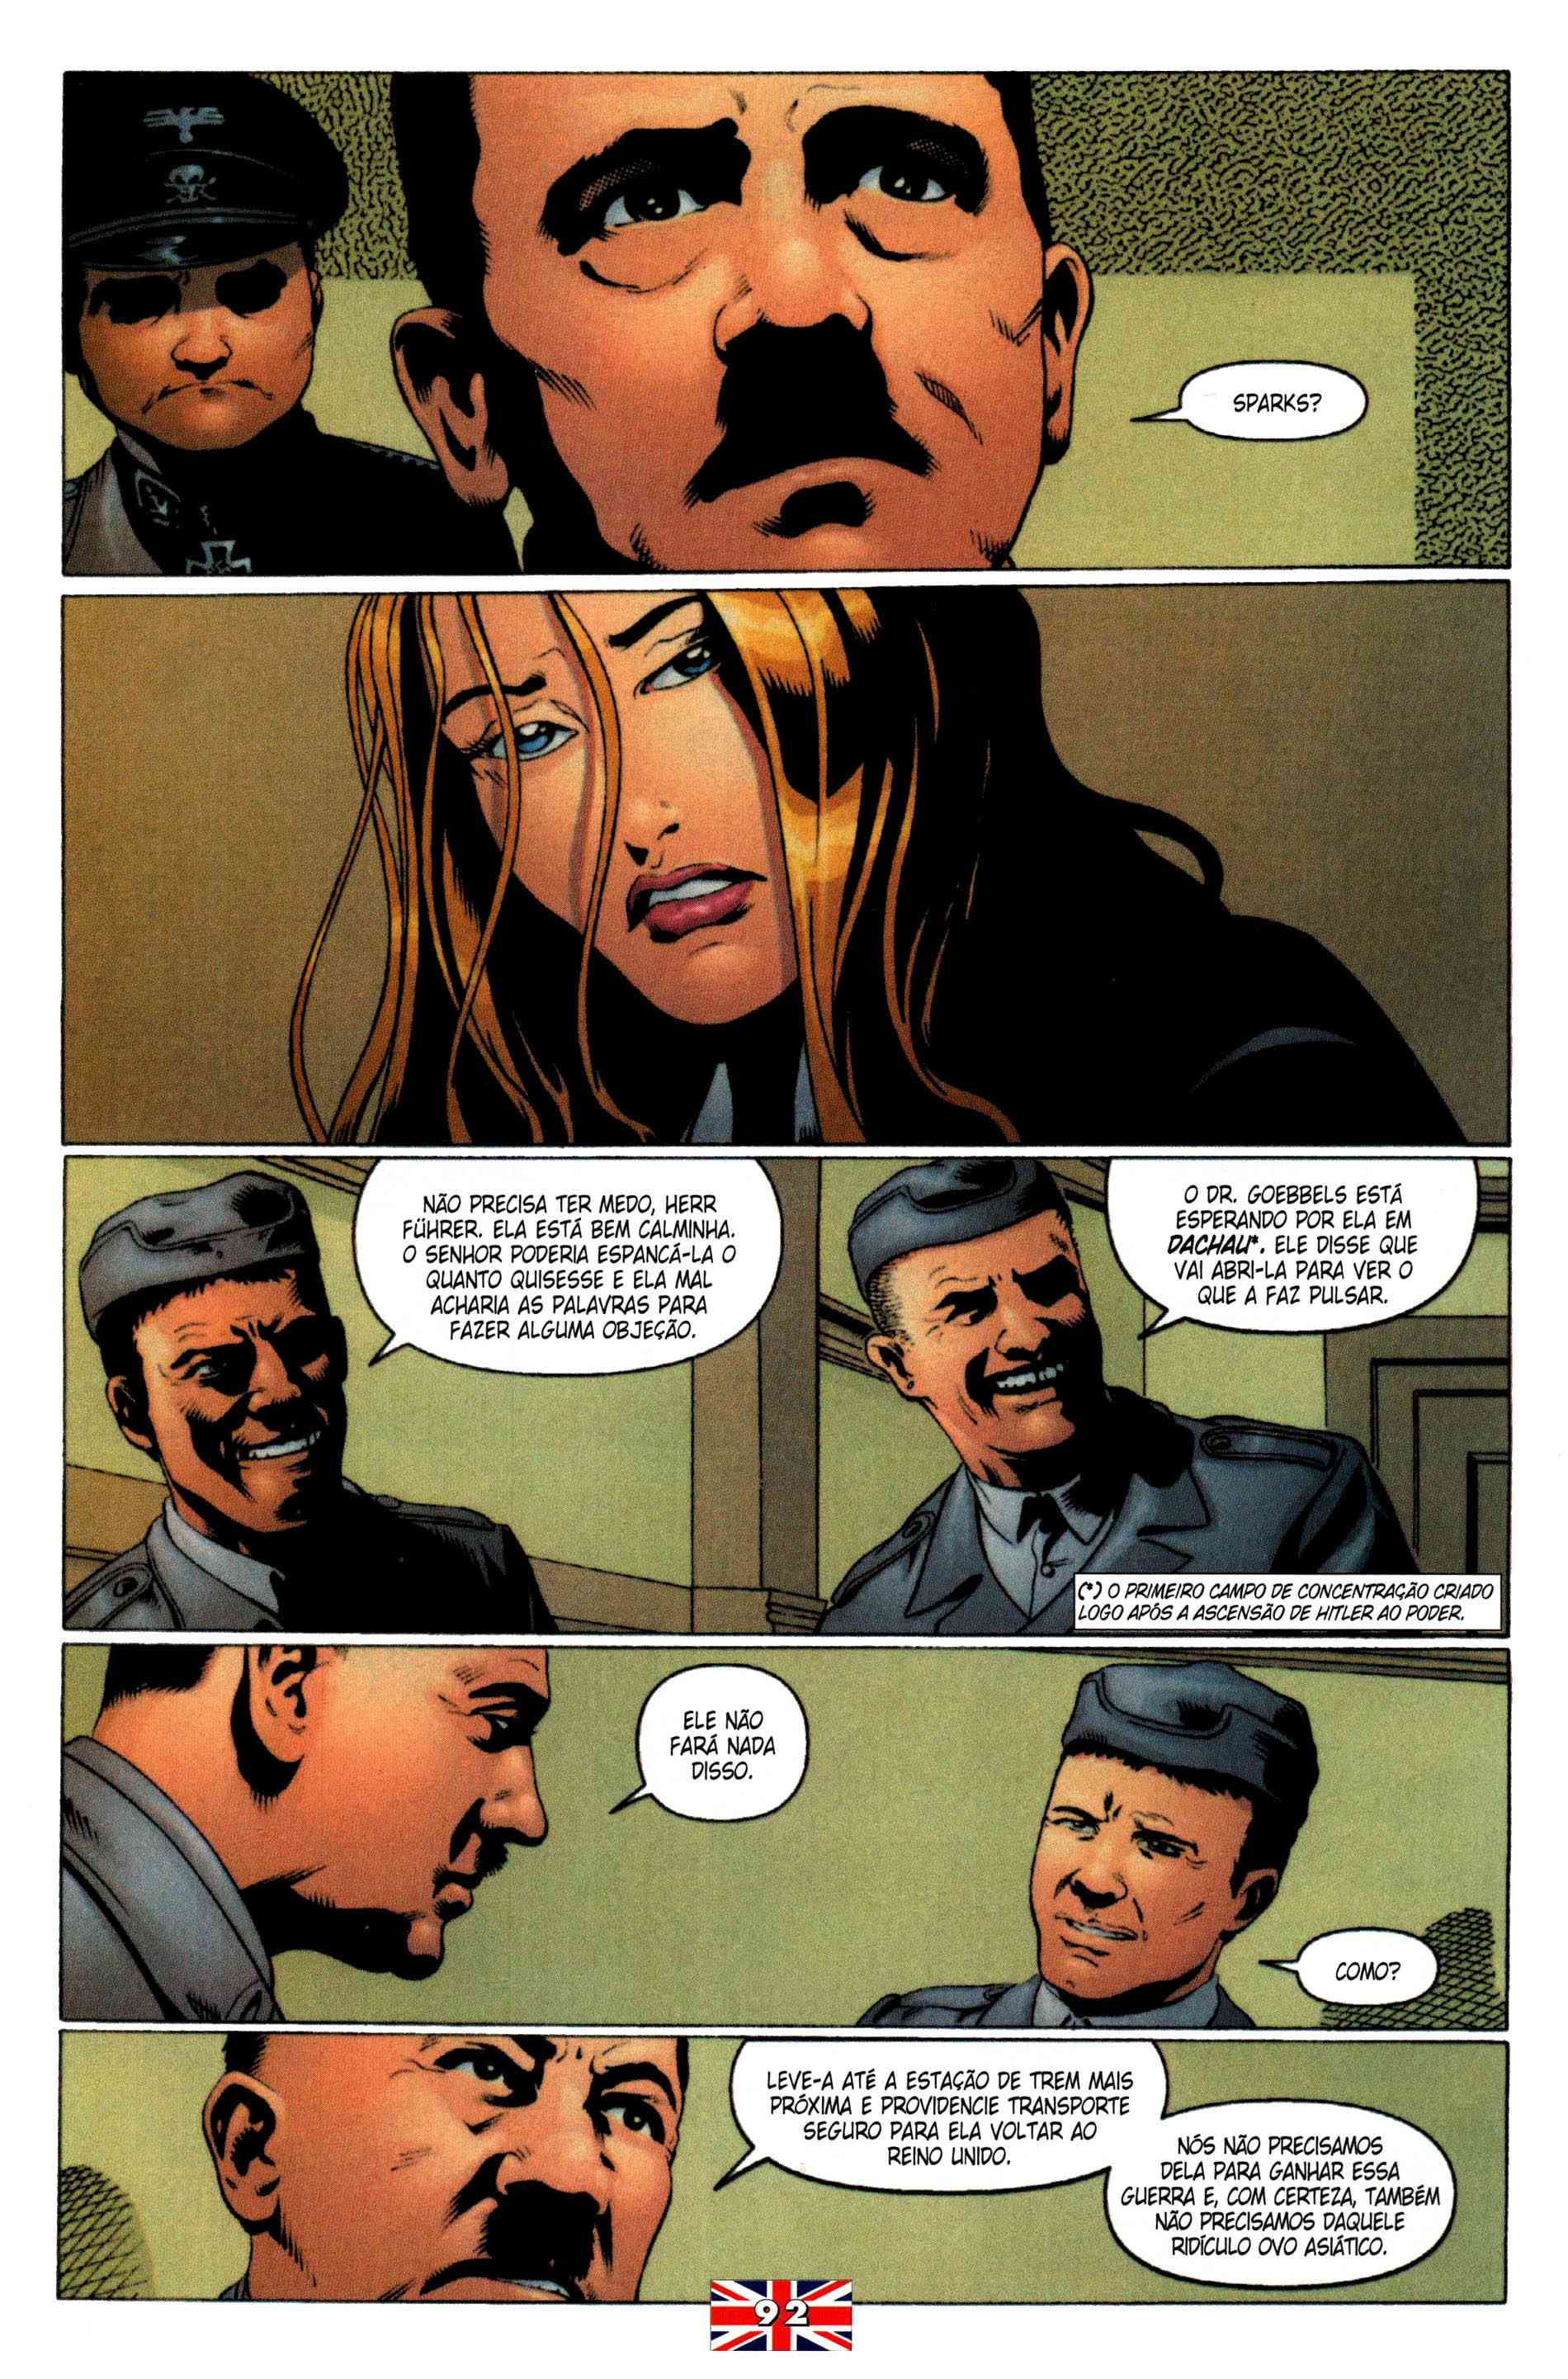 SPARKS?
NÃO PRECISA TER MEDO, HERR
FÜHRER. ELA ESTÁ BEM CALMINHA.
O SENHOR PODERIA ESPANCÁ-LA O
QUANTO QUISESSE E ELA MAL
ACHARIA AS PALAVRAS PARA
FAZER ALGUMA OBJEÇÃO.
O DR. GOEBBELS ESTÁ
ESPERANDO POR ELA EM
DACHAU*. ELE DISSE QUE
VAI ABRI-LA PARA VER O
QUE A FAZ PULSAR.
(*) O PRIMEIRO CAMPO DE CONCENTRAÇÃO CRIADO
LOGO APÓS A ASCENSÃO DE HITLER AO PODER.
ELE NÃO
FARÁ NADA
DISSO.
COMO?
LEVE-A ATÉ A ESTAÇÃO DE TREM MAIS
PRÓXIMA E PROVIDENCIE TRANSPORTE
SEGURO PARA ELA VOLTAR AO
REINO UNIDO.
NÓS NÃO PRECISAMOS
DELA PARA GANHAR ESSA
GUERRA E, COM CERTEZA, TAMBÉM
NÃO PRECISAMOS DAQUELE
RIDÍCULO OVO ASIÁTICO.
92